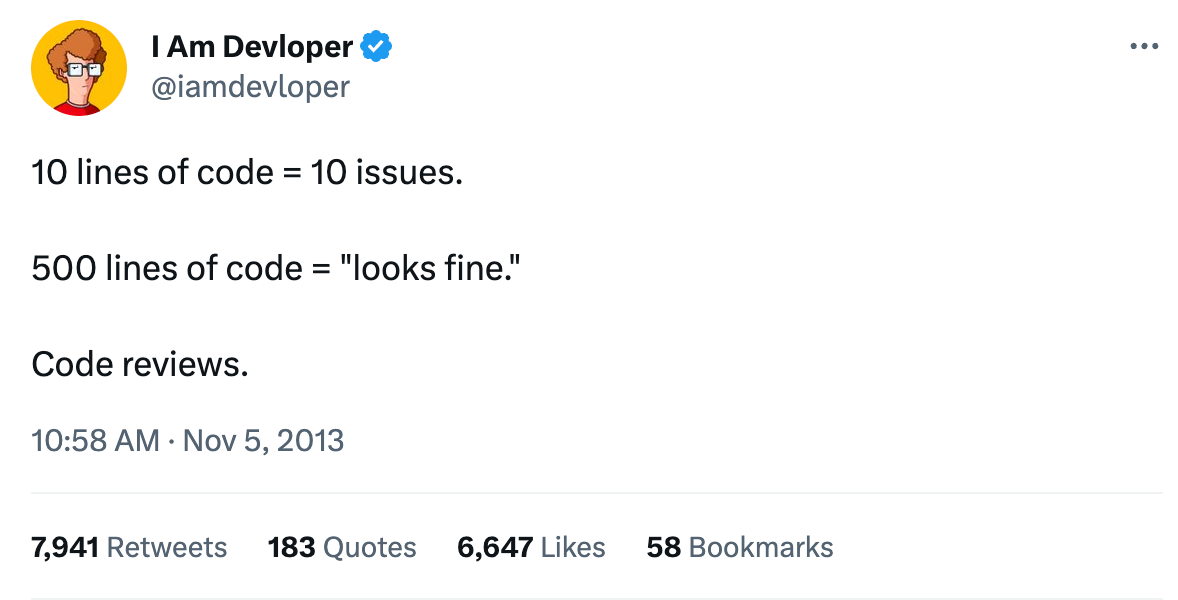 I Am Devloper
@iamdevloper
10 lines of code = 10 issues.
500 lines of code = "looks fine."
Code reviews.
10:58 AM · Nov 5, 2013
7,941 Retweets 183 Quotes 6,647 Likes 58 Bookmarks